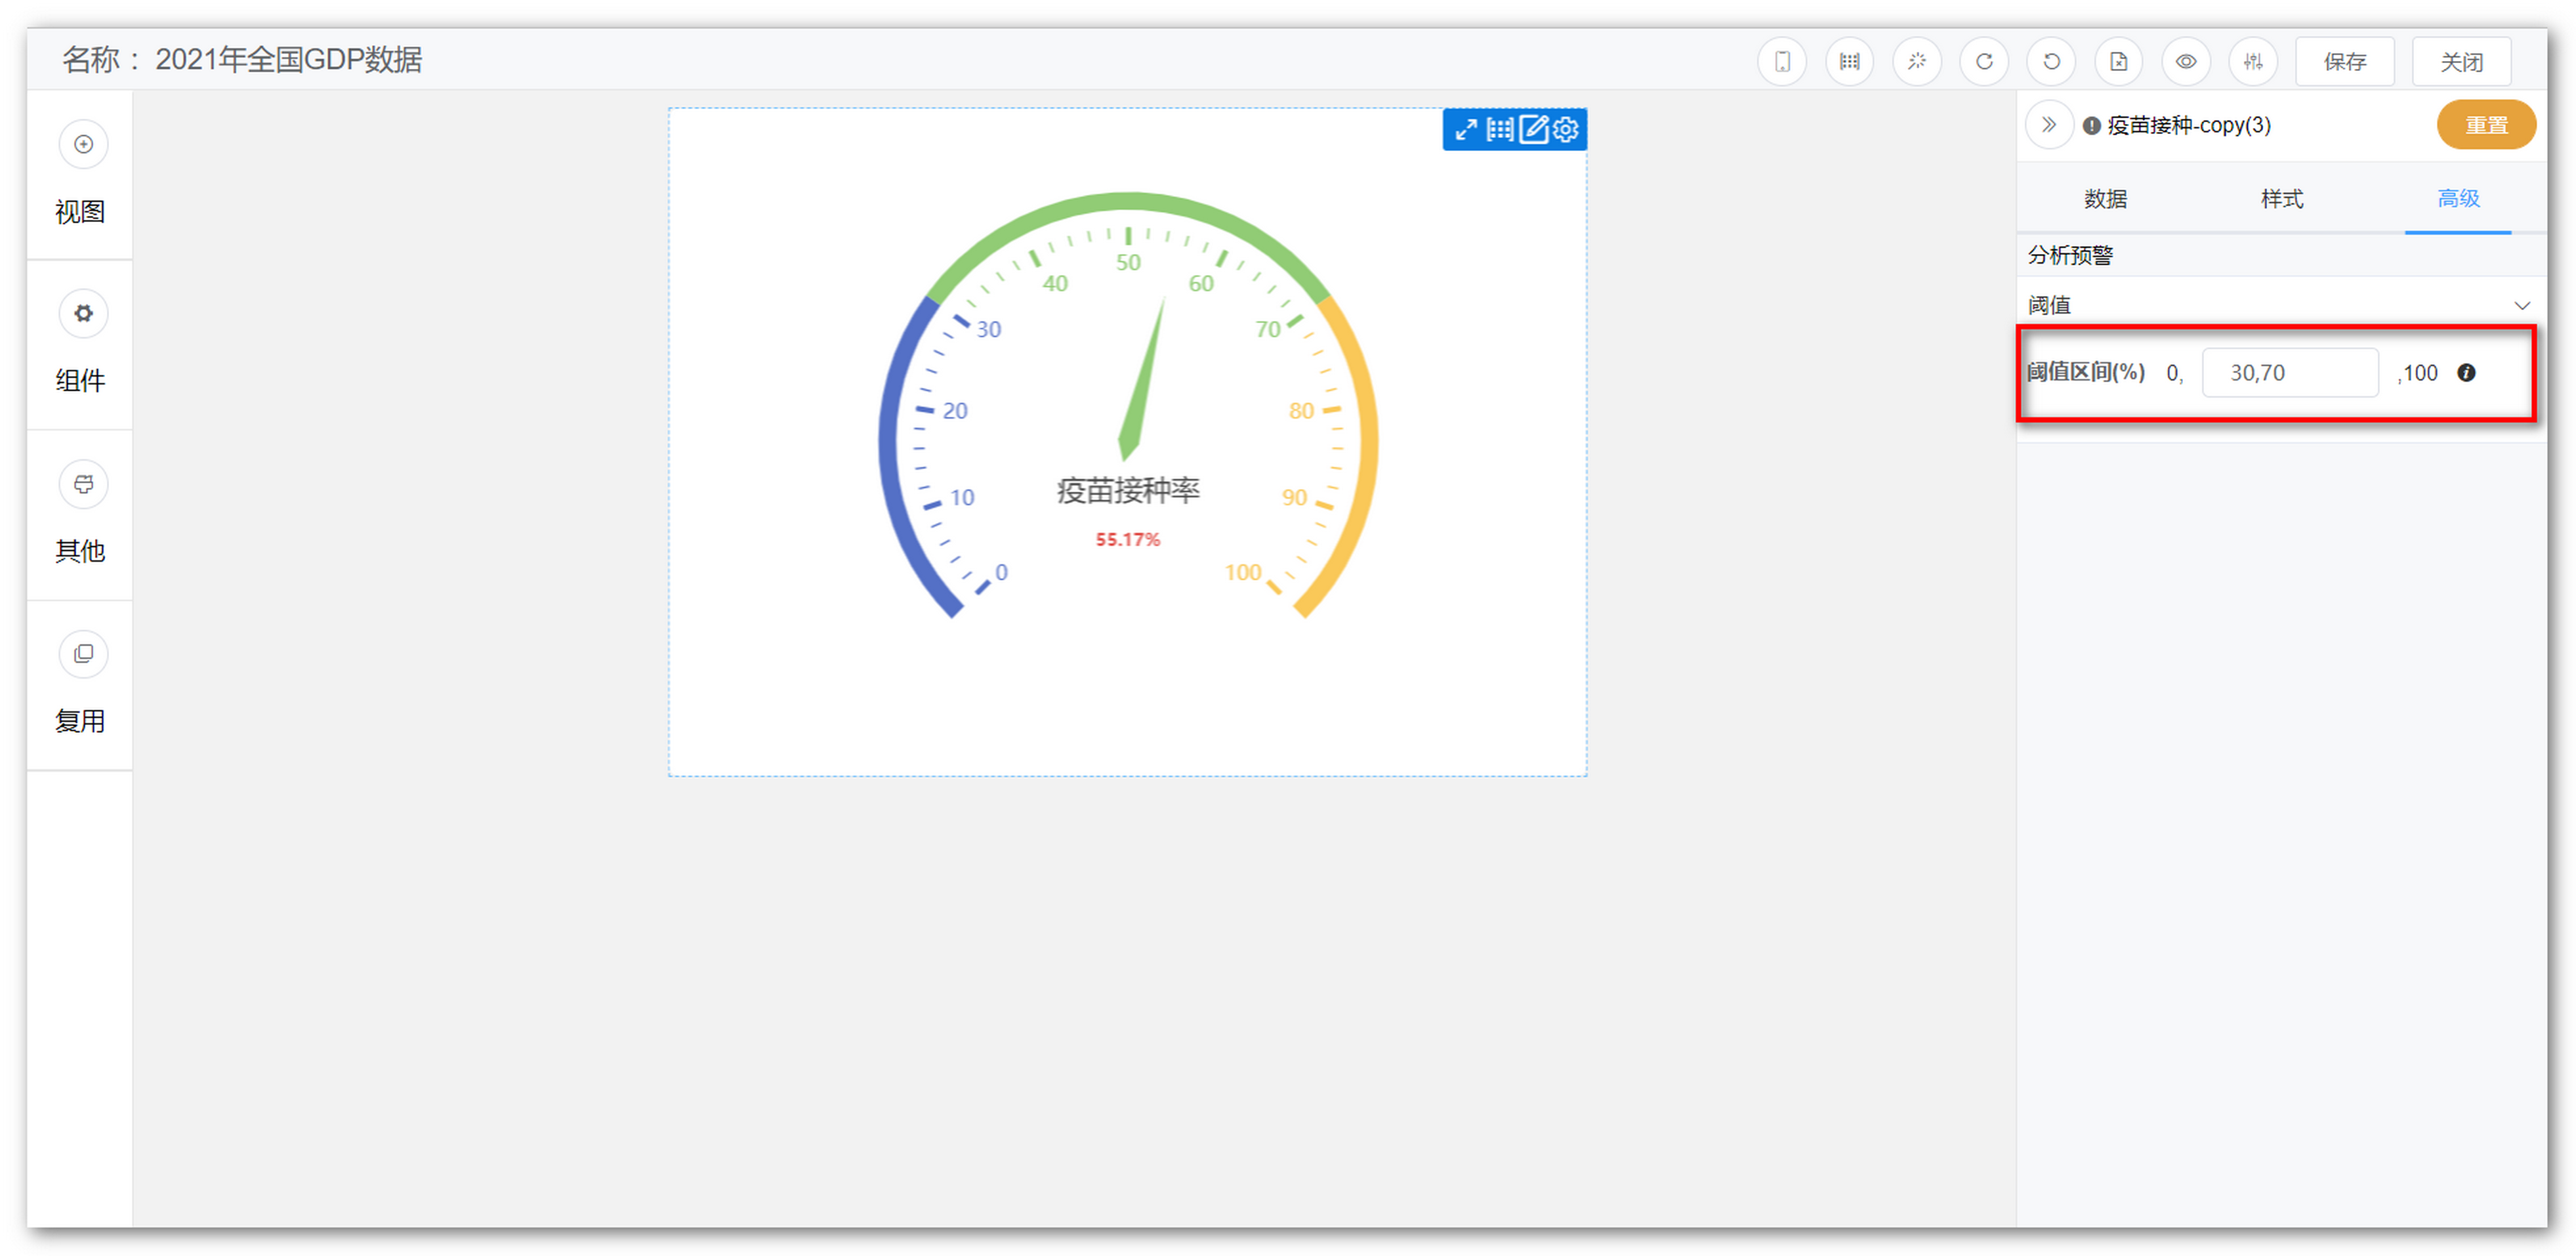 名称： 2021年全国GDP数据
保存
关闭
视图
组件
其他
复用
0
10
20
30
40
50
60
70
80
90
100
疫苗接种率
55.17%
疫苗接种-copy(3)
重置
数据
样式
高级
分析预警
阈值
阈值区间(%) 0, 30,70 ,100